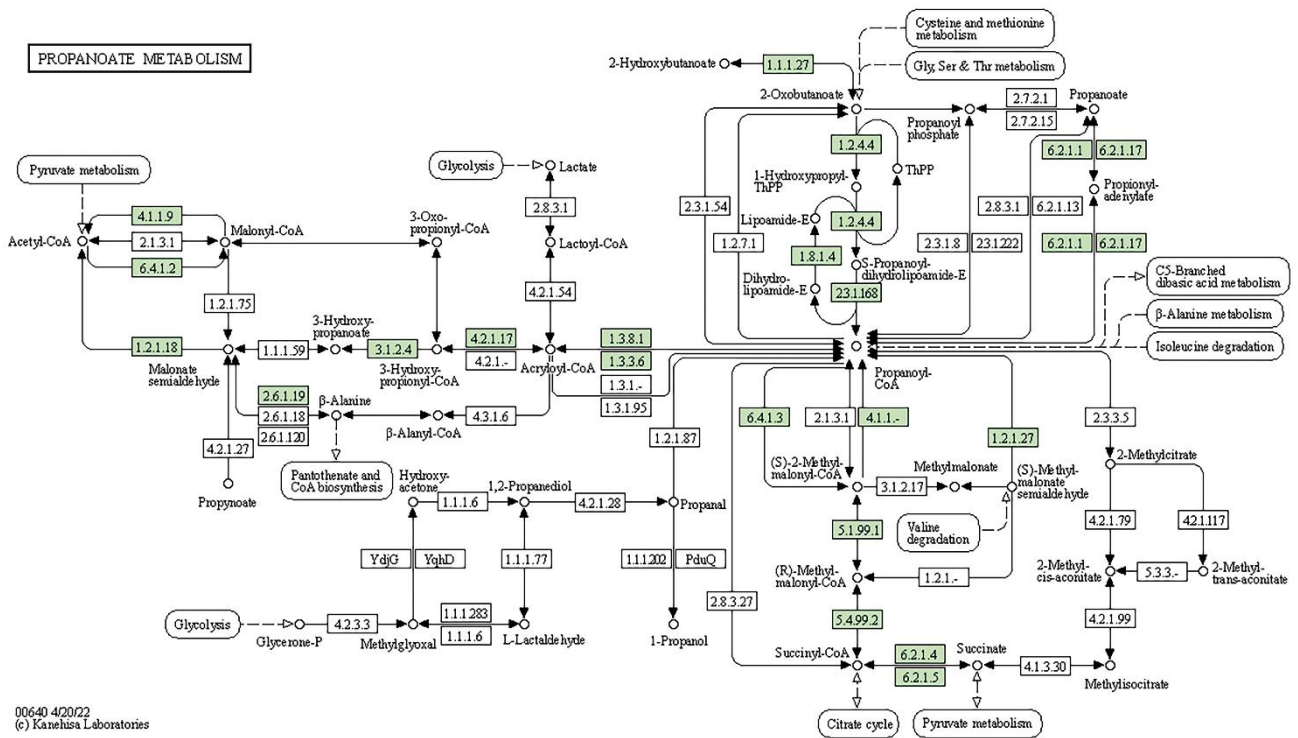 PROPANOATE METABOLISM
Cysteine and methionine
metabolism
2-Hydroxybutanoate
1.1.1.27
Gly, Ser & Thr metabolism
2-Oxobutanoate
2.7.2.1
Propanoate
Propanoyl
phosphate
2.7.2.15
1.2.4.4
6.2.1.1
6.2.1.17
Pyruvate metabolism
Glycolysis
Lactate
ThPP
1-Hydroxypropyl-
ThPP
Propionyl-
adenylate
2.3.1.54
2.8.3.1
2.8.3.1
6.2.1.13
4.1.1.9
3-Oxo-
propionyl-CoA
Lipoamide-E
1.2.4.4
Acetyl-CoA
2.1.3.1
Malonyl-CoA
Lactoyl-CoA
1.2.7.1
2.3.1.8
2.3.1.222
6.2.1.1
6.2.1.17
6.4.1.2
1.8.1.4
S-Propanoyl-
dihydrolipoamide-E
C5-Branched
dibasic acid metabolism
Dihydro-
lipoamide-E
2.3.1.168
1.2.1.75
4.2.1.54
β-Alanine metabolism
3-Hydroxy-
propanoate
4.2.1.17
1.3.8.1
1.2.1.18
1.1.1.59
3.1.2.4
Isoleucine degradation
4.2.1.-
1.3.3.6
Malonate
semialdehyde
3-Hydroxy-
propionyl-CoA
Acryloyl-CoA
Propanoyl-
CoA
1.3.1.-
2.6.1.19
1.3.1.95
β-Alanine
2.6.1.18
4.3.1.6
6.4.1.3
2.1.3.1
4.1.1.-
2.3.3.5
2.6.1.120
β-Alanyl-CoA
1.2.1.87
1.2.1.27
4.2.1.27
Pantothenate and
CoA biosynthesis
Hydroxy-
acetone
(S)-2-Methyl-
malonyl-CoA
Methylmalonate
(S)-Methyl-
malonate
semialdehyde
2-Methylcitrate
Propynoate
1,2-Propanediol
3.1.2.17
1.1.1.6
4.2.1.28
Propanal
4.2.1.79
4.2.1.117
5.1.99.1
Valine
degradation
YdjG
YqhD
1.1.1.77
1.1.1.202
PduQ
(R)-Methyl-
malonyl-CoA
1.2.1.-
2-Methyl-
cis-aconitate
5.3.3.-
2-Methyl-
trans-aconitate
2.8.3.27
Glycolysis
4.2.3.3
1.1.1.283
5.4.99.2
4.2.1.99
Glycerone-P
Methylglyoxal
1.1.1.6
L-Lactaldehyde
1-Propanol
Succinyl-CoA
6.2.1.4
Succinate
4.1.3.30
6.2.1.5
Methylisocitrate
Citrate cycle
Pyruvate metabolism
00640 4/20/22
(c) Kanehisa Laboratories